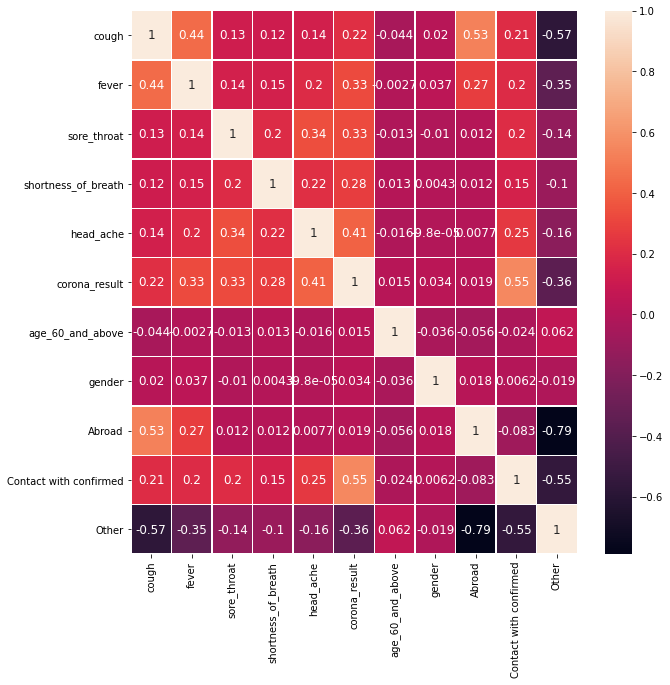 cough 1 0.44 0.13 0.12 0.14 0.22 -0.044 0.02 0.53 0.21 -0.57
fever 0.44 1 0.14 0.15 0.2 0.33 -0.0027 0.037 0.27 0.2 -0.35
sore_throat 0.13 0.14 1 0.2 0.34 0.33 -0.013 -0.01 0.012 0.2 -0.14
shortness_of_breath 0.12 0.15 0.2 1 0.22 0.28 0.013 0.0043 0.012 0.15 -0.1
head_ache 0.14 0.2 0.34 0.22 1 0.41 -0.016 -9.8e-05 0.0077 0.25 -0.16
corona_result 0.22 0.33 0.33 0.28 0.41 1 0.015 0.034 0.019 0.55 -0.36
age_60_and_above -0.044 -0.0027 -0.013 0.013 -0.016 0.015 1 -0.036 -0.056 -0.024 0.062
gender 0.02 0.037 -0.01 0.0043 -9.8e-05 0.034 -0.036 1 0.018 0.0062 -0.019
Abroad 0.53 0.27 0.012 0.012 0.0077 0.019 -0.056 0.018 1 -0.083 -0.79
Contact with confirmed 0.21 0.2 0.2 0.15 0.25 0.55 -0.024 0.0062 -0.083 1 -0.55
Other -0.57 -0.35 -0.14 -0.1 -0.16 -0.36 0.062 -0.019 -0.79 -0.55 1
cough
fever
sore_throat
shortness_of_breath
head_ache
corona_result
age_60_and_above
gender
Abroad
Contact with confirmed
Other
1.0
0.8
0.6
0.4
0.2
0.0
−0.2
−0.4
−0.6